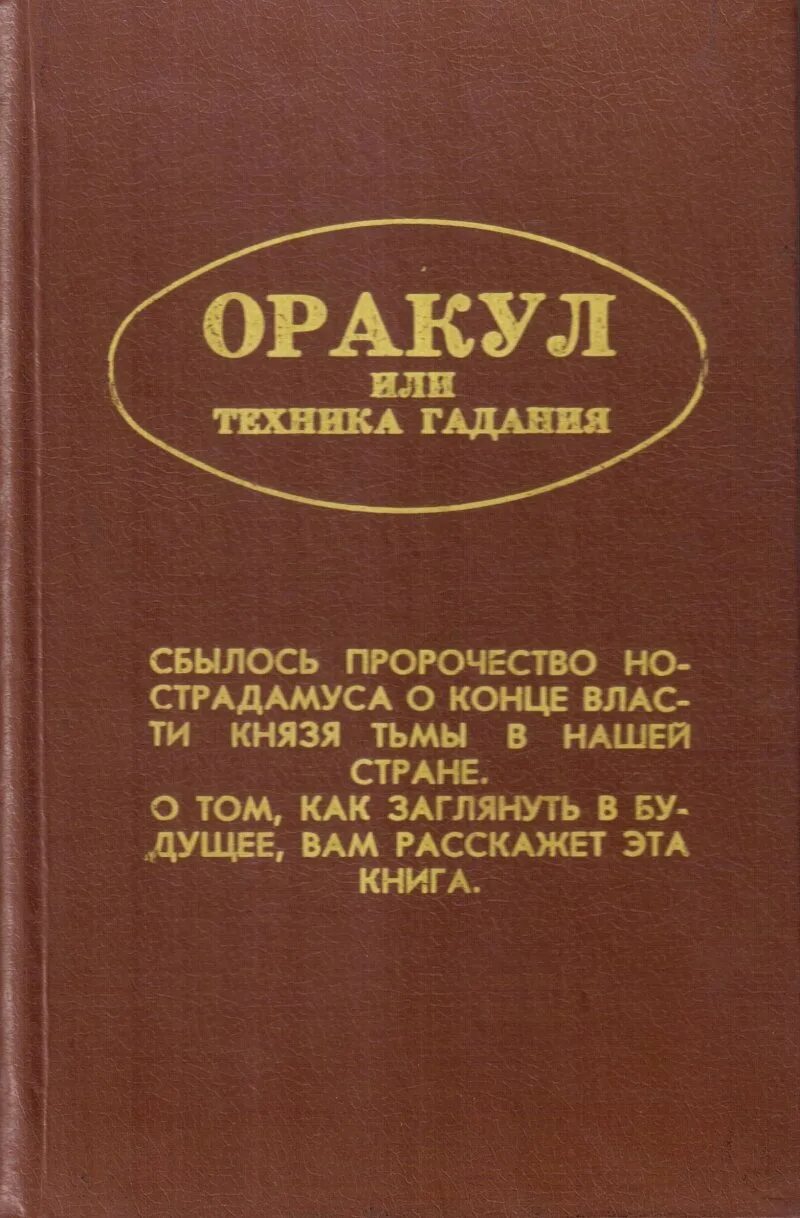 ОРАКУЛ
ИЛИ
ТЕХНИКА ГАДАНИЯ
СБЫЛОСЬ ПРОРОЧЕСТВО НО-
СТРАДАМУСА О КОНЦЕ ВЛАС-
ТИ КНЯЗЯ ТЬМЫ В НАШЕЙ
СТРАНЕ.
О ТОМ, КАК ЗАГЛЯНУТЬ В БУ-
ДУЩЕЕ, ВАМ РАССКАЖЕТ ЭТА
КНИГА.